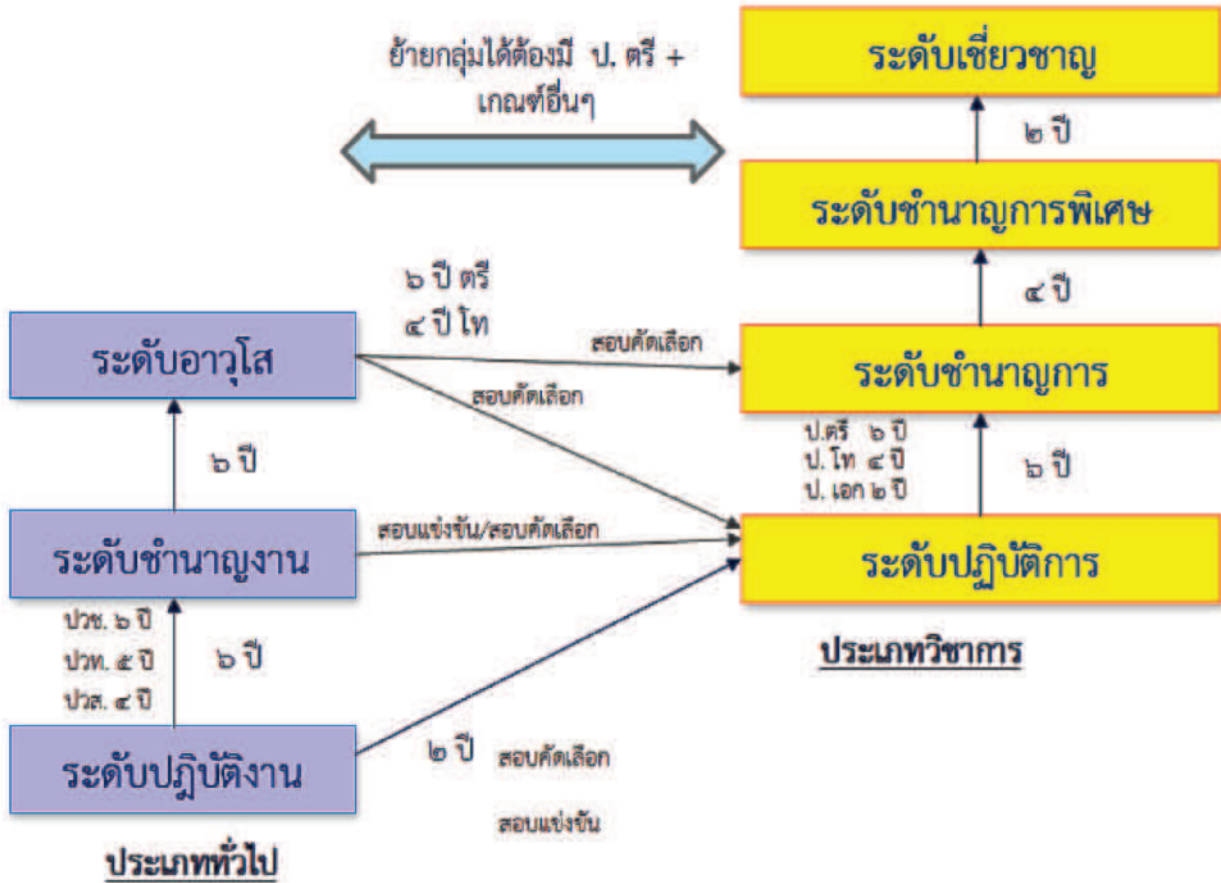 ย้ายกลุ่มได้ต้องมี ป. ตรี +
เกณฑ์อื่นๆ
ระดับเชี่ยวชาญ
๒ ปี
ระดับชำนาญการพิเศษ
๔ ปี
๖ ปี ตรี
๔ ปี โท
ระดับอาวุโส
สอบคัดเลือก
ระดับชำนาญการ
สอบคัดเลือก
๖ ปี
ป.ตรี ๖ ปี
ป. โท ๔ ปี
ป. เอก ๒ ปี
๖ ปี
ระดับชำนาญงาน
สอบแข่งขัน/สอบคัดเลือก
ระดับปฏิบัติการ
ปวช. ๖ ปี
ปวท. ๕ ปี
ปวส. ๔ ปี
๖ ปี
ประเภทวิชาการ
ระดับปฎิบัติงาน
๒ ปี สอบคัดเลือก
สอบแข่งขัน
ประเภททั่วไป